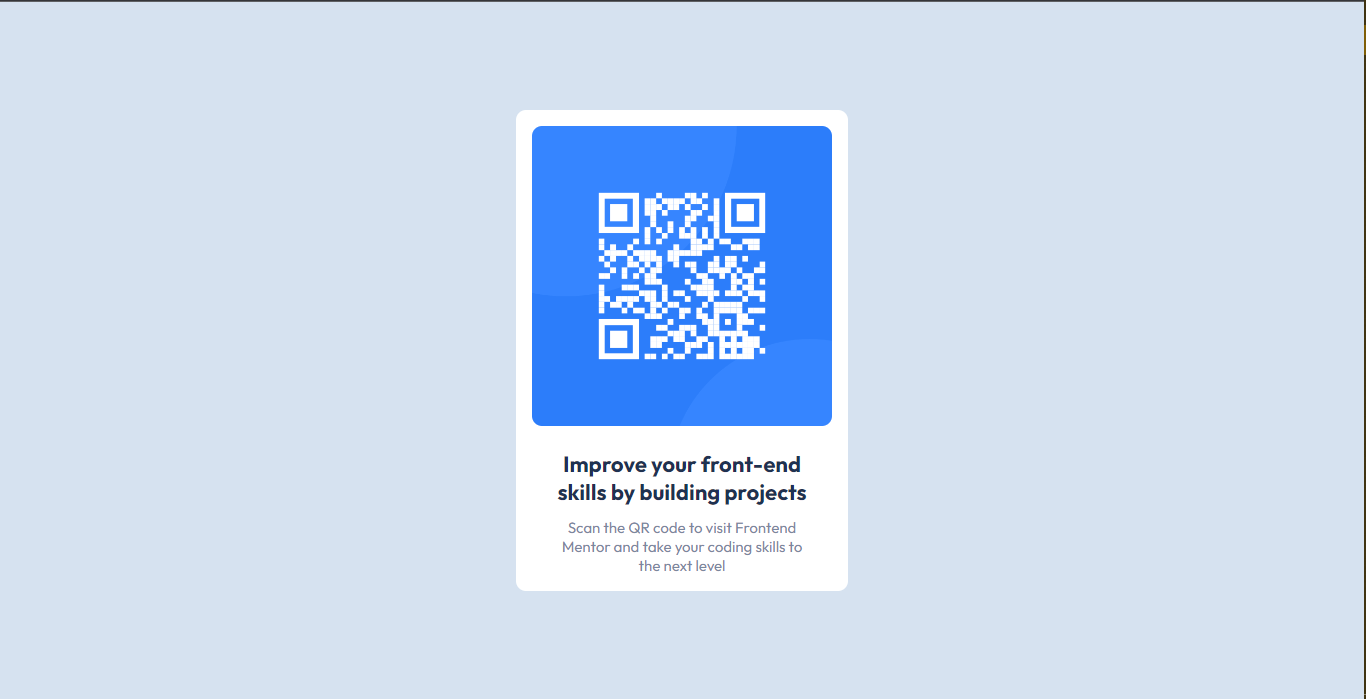 Improve your front-end
skills by building projects
Scan the QR code to visit Frontend
Mentor and take your coding skills to
the next level